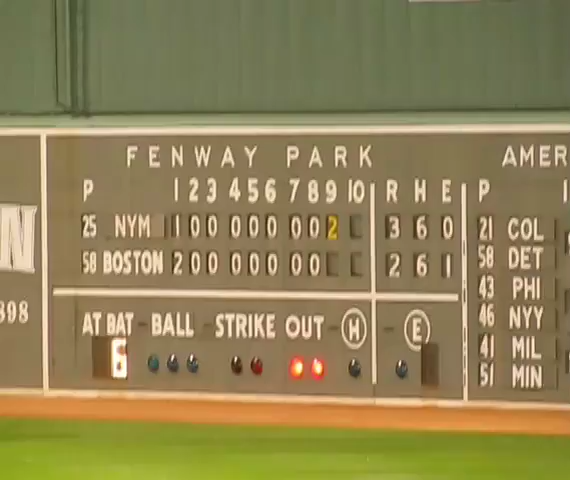 FENWAY PARK AMER
P 1 2 3 4 5 6 7 8 9 10 R H E P 1
25 NYM 1 0 0 0 0 0 0 0 2 3 6 0 21 COL
58 BOSTON 2 0 0 0 0 0 0 0 2 6 1 58 DET
43 PHI
N 46 NYY
898 AT BAT - BALL - STRIKE OUT - H - E 41 MIL
6 51 MIN